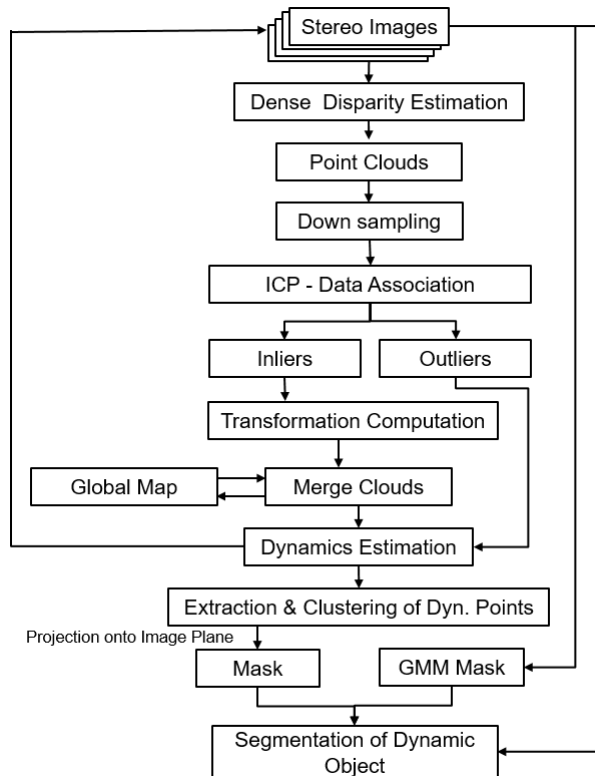 Stereo Images
Dense Disparity Estimation
Point Clouds
Down sampling
ICP - Data Association
Inliers
Outliers
Transformation Computation
Global Map
Merge Clouds
Dynamics Estimation
Extraction & Clustering of Dyn. Points
Projection onto Image Plane
Mask
GMM Mask
Segmentation of Dynamic
Object